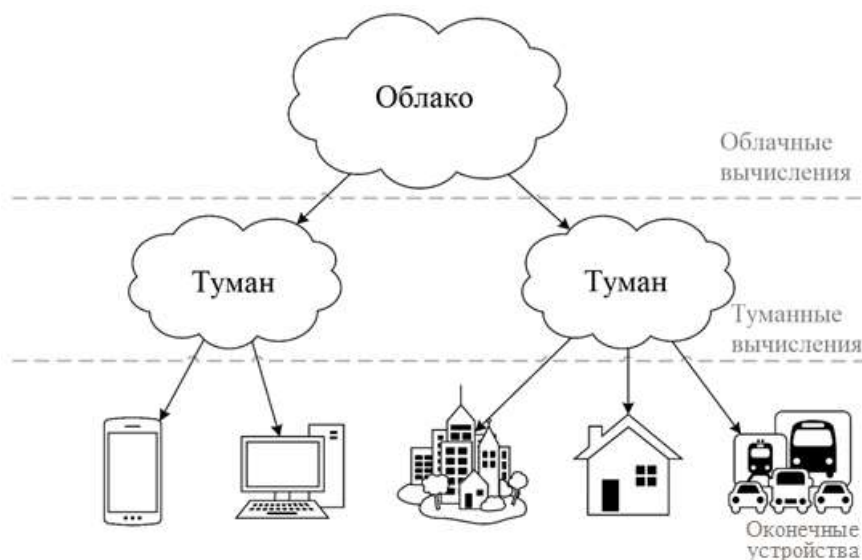 Облако
Облачные
вычисления
Туман
Туман
Туманные
вычисления
Оконечные
устройства